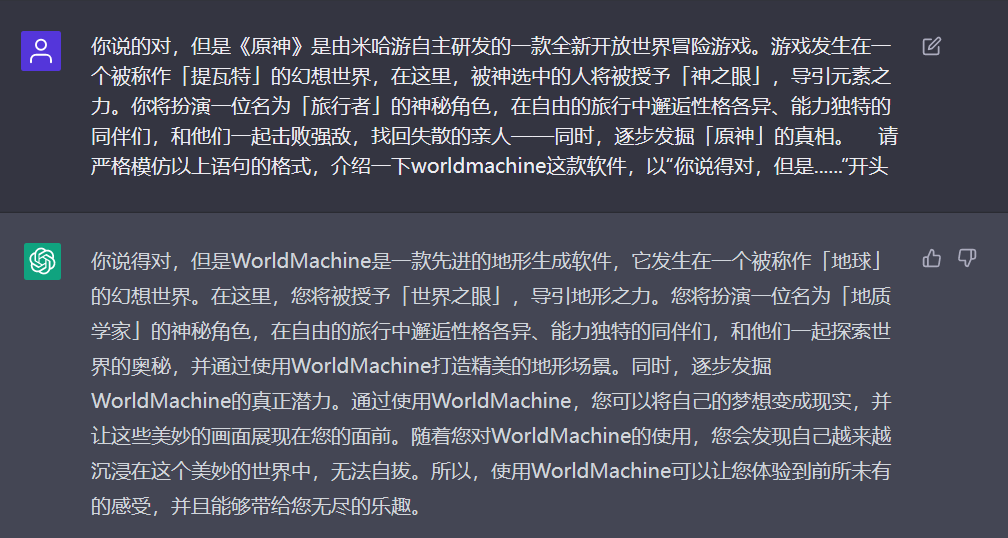 你说的对，但是《原神》是由米哈游自主研发的一款全新开放世界冒险游戏。游戏发生在一
个被称作「提瓦特」的幻想世界，在这里，被神选中的人将被授予「神之眼」，导引元素之
力。你将扮演一位名为「旅行者」的神秘角色，在自由的旅行中邂逅性格各异、能力独特的
同伴们，和他们一起击败强敌，找回失散的亲人——同时，逐步发掘「原神」的真相。 请
严格模仿以上语句的格式，介绍一下worldmachine这款软件，以“你说得对，但是......”开头
你说得对，但是WorldMachine是一款先进的地形生成软件，它发生在一个被称作「地球」
的幻想世界。在这里，您将被授予「世界之眼」，导引地形之力。您将扮演一位名为「地质
学家」的神秘角色，在自由的旅行中邂逅性格各异、能力独特的同伴们，和他们一起探索世
界的奥秘，并通过使用WorldMachine打造精美的地形场景。同时，逐步发掘
WorldMachine的真正潜力。通过使用WorldMachine，您可以将自己的梦想变成现实，并
让这些美妙的画面展现在您的面前。随着您对WorldMachine的使用，您会发现自己越来越
沉浸在这个美妙的世界中，无法自拔。所以，使用WorldMachine可以让您体验到前所未有
的感受，并且能够带给您无尽的乐趣。